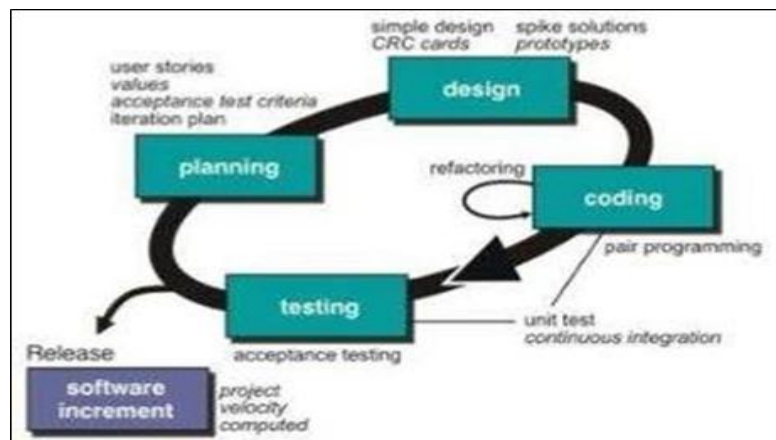 simple design
CRC cards
spike solutions
prototypes
user stories
values
acceptance test criteria
iteration plan
design
planning
refactoring
coding
pair programming
testing
unit test
continuous integration
acceptance testing
Release
software
increment
project
velocity
computed